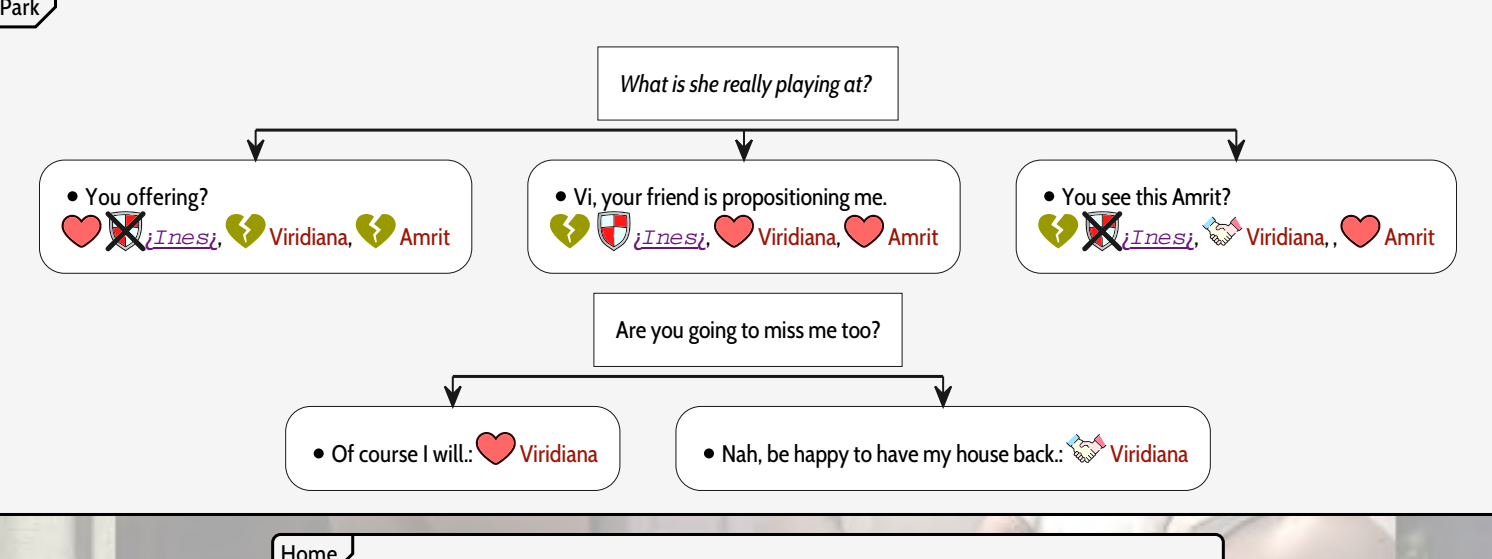 Park
What is she really playing at?
• You offering?
¿Ines¿, Viridiana, Amrit
• Vi, your friend is propositioning me.
¿Ines¿, Viridiana, Amrit
• You see this Amrit?
¿Ines¿, Viridiana, , Amrit
Are you going to miss me too?
• Of course I will.: Viridiana
• Nah, be happy to have my house back.: Viridiana
Home